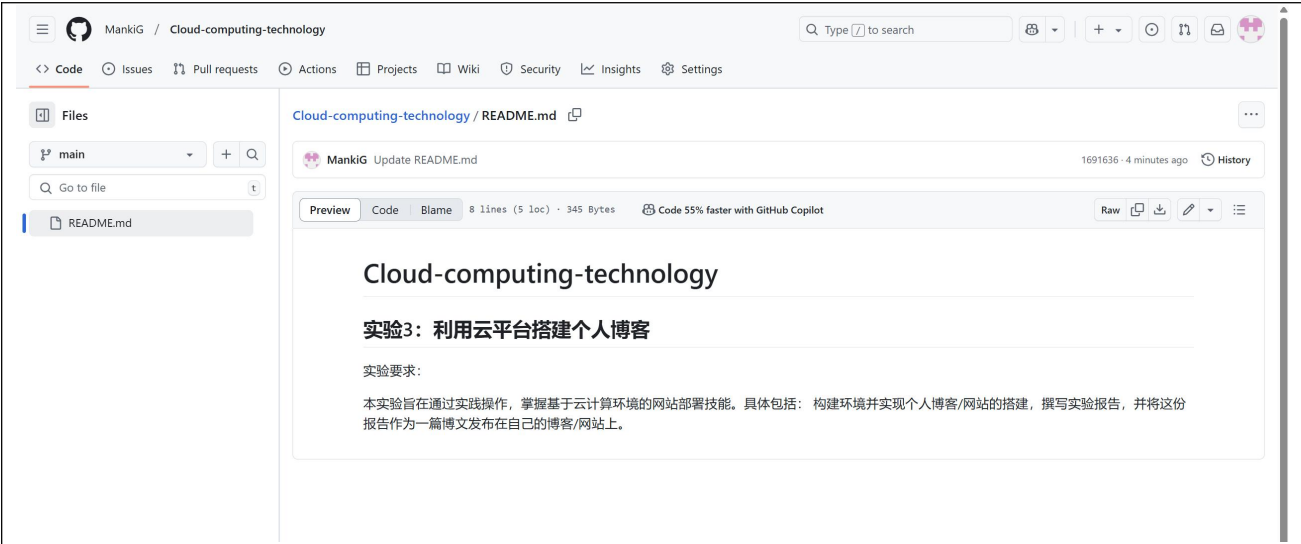 MankiG / Cloud-computing-technology
Type / to search
Code Issues Pull requests Actions Projects Wiki Security Insights Settings
Files
main
Go to file t
README.md
Cloud-computing-technology / README.md
MankiG Update README.md 1691636 · 4 minutes ago History
Preview Code Blame 8 lines (5 loc) · 345 Bytes Code 55% faster with GitHub Copilot Raw
Cloud-computing-technology
实验3：利用云平台搭建个人博客
实验要求：
本实验旨在通过实践操作，掌握基于云计算环境的网站部署技能。具体包括： 构建环境并实现个人博客/网站的搭建，撰写实验报告，并将这份
报告作为一篇博文发布在自己的博客/网站上。